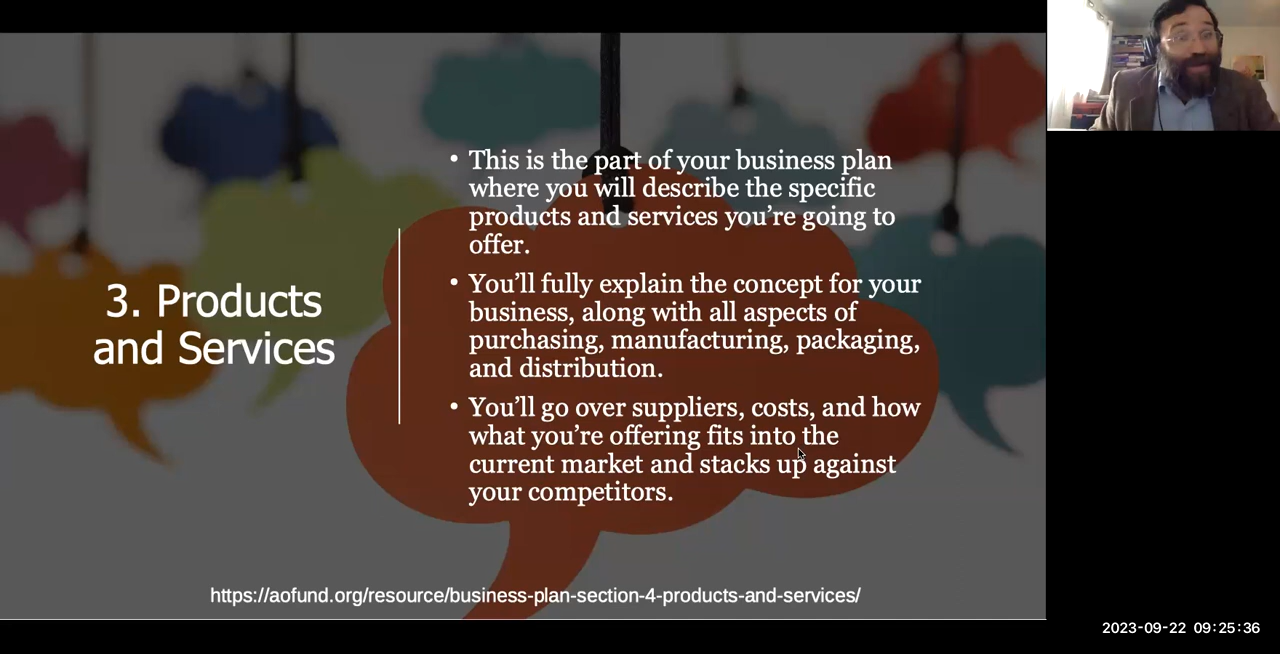 3. Products
and Services
• This is the part of your business plan
where you will describe the specific
products and services you’re going to
offer.
• You’ll fully explain the concept for your
business, along with all aspects of
purchasing, manufacturing, packaging,
and distribution.
• You’ll go over suppliers, costs, and how
what you’re offering fits into the
current market and stacks up against
your competitors.
https://aofund.org/resource/business-plan-section-4-products-and-services/
2023-09-22 09:25:36